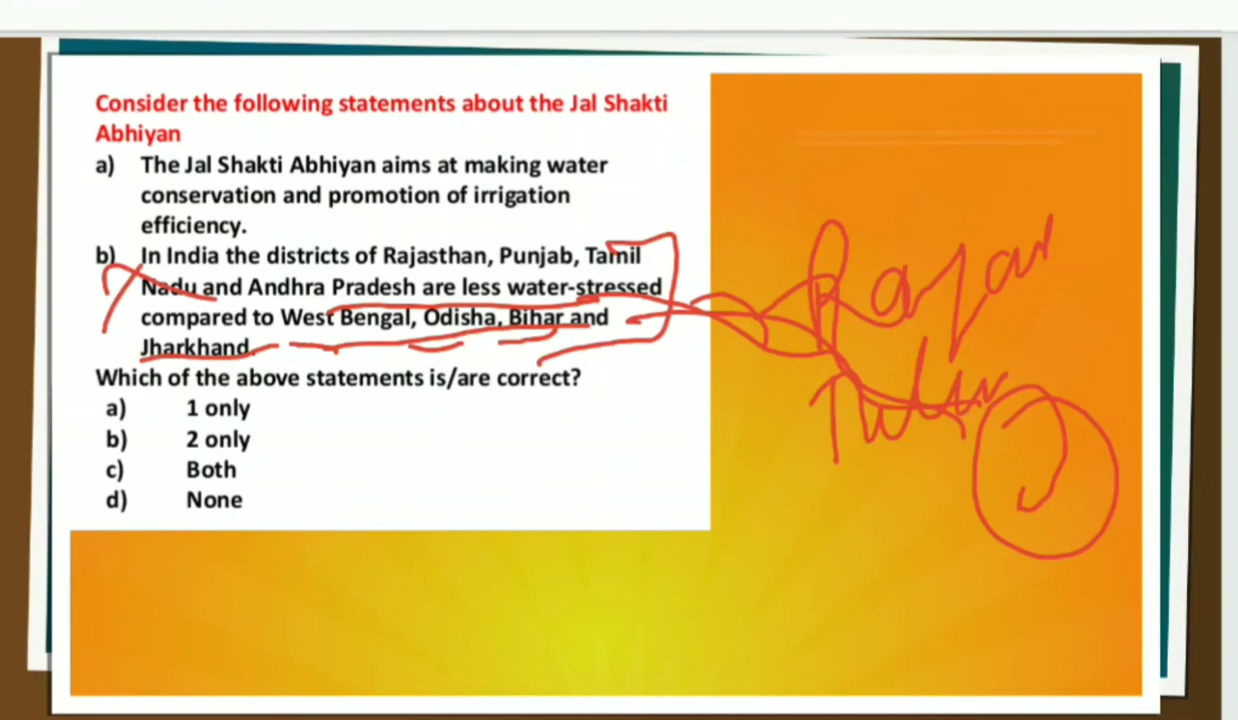 Consider the following statements about the Jal Shakti
Abhiyan
a) The Jal Shakti Abhiyan aims at making water
conservation and promotion of irrigation
efficiency.
b) In India the districts of Rajasthan, Punjab, Tamil
Nadu and Andhra Pradesh are less water-stressed
compared to West Bengal, Odisha, Bihar and
Jharkhand.
Which of the above statements is/are correct?
a) 1 only
b) 2 only
c) Both
d) None